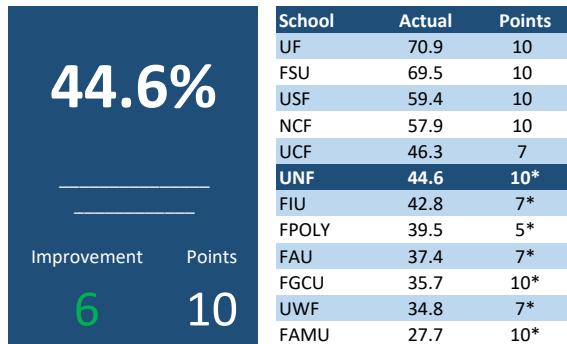 44.6%
Improvement Points
6 10
School Actual Points
UF 70.9 10
FSU 69.5 10
USF 59.4 10
NCF 57.9 10
UCF 46.3 7
UNF 44.6 10*
FIU 42.8 7*
FPOLY 39.5 5*
FAU 37.4 7*
FGCU 35.7 10*
UWF 34.8 7*
FAMU 27.7 10*